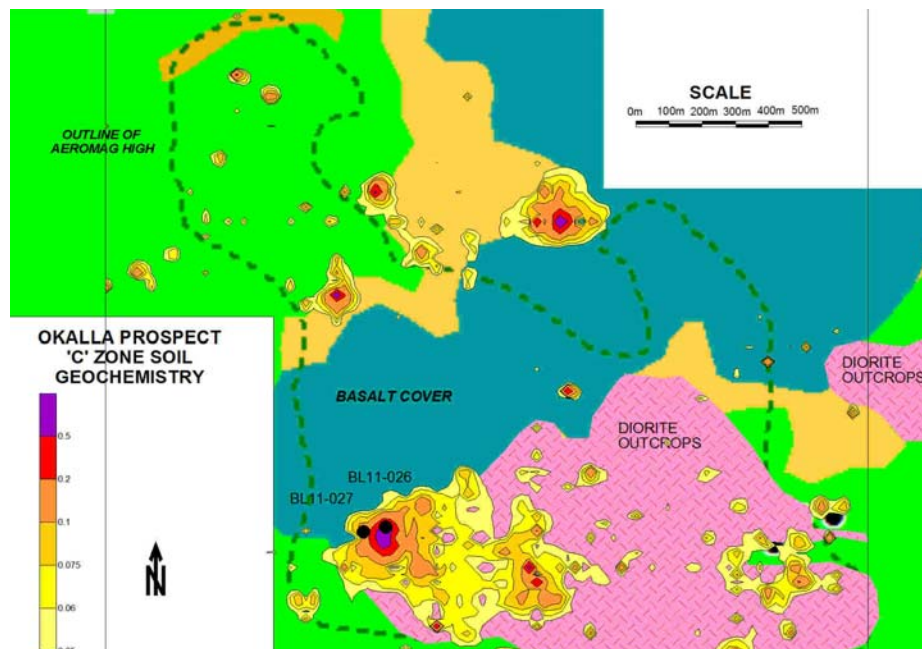 SCALE
0m 100m 200m 300m 400m 500m
OUTLINE OF
AEROMAG HIGH
OKALLA PROSPECT
'C' ZONE SOIL
GEOCHEMISTRY
DIORITE
OUTCROPS
BASALT COVER
DIORITE
OUTCROPS
0.5
BL11-026
0.2
BL11-027
0.1
N
0.075
0.06